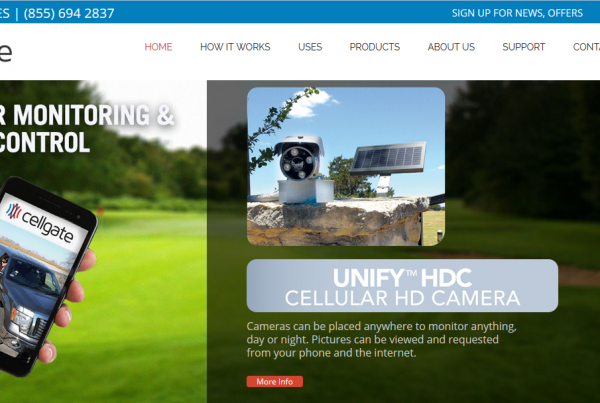 ES | (855) 694 2837
SIGN UP FOR NEWS, OFFERS
e
HOME HOW IT WORKS USES PRODUCTS ABOUT US SUPPORT CONTA
R MONITORING &
CONTROL
cellgate
UNIFY™ HDC
CELLULAR HD CAMERA
Cameras can be placed anywhere to monitor anything,
day or night. Pictures can be viewed and requested
from your phone and the internet.
More Info